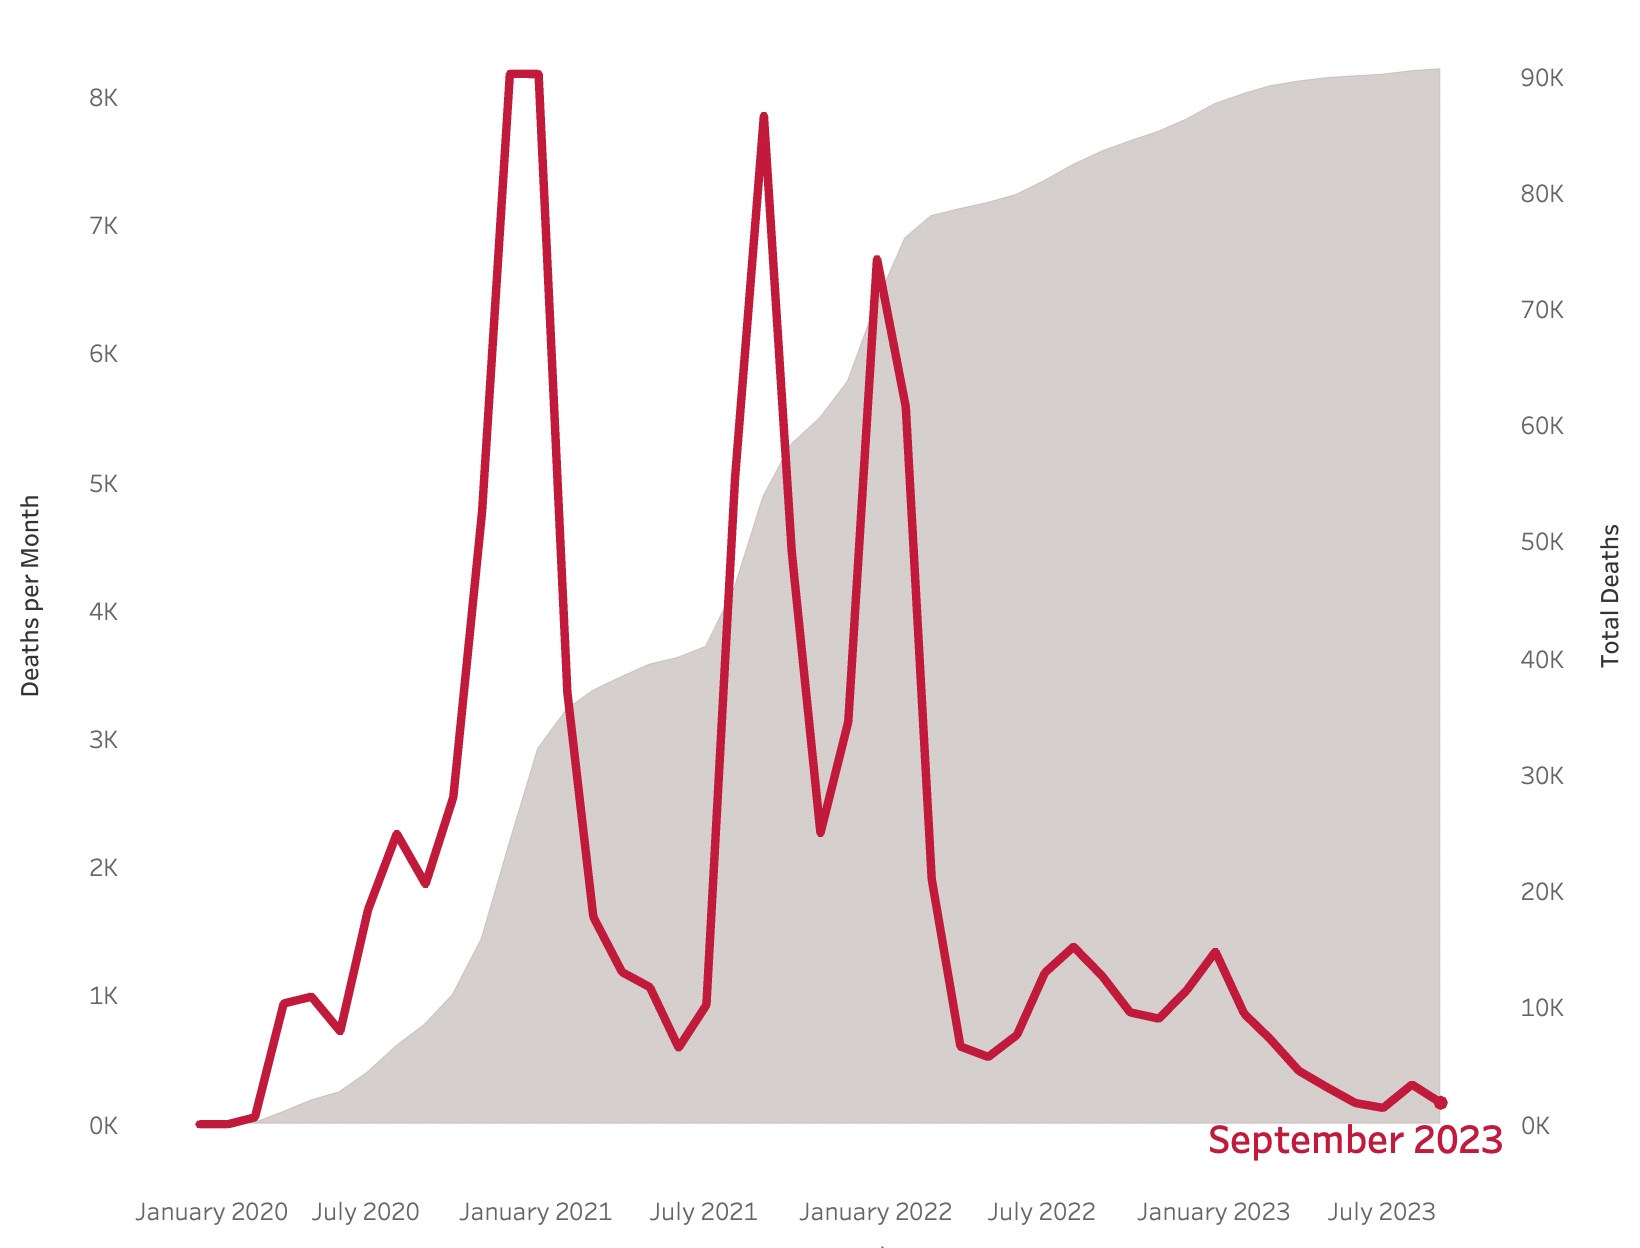 8K
7K
6K
5K
4K
3K
2K
1K
0K
Deaths per Month
90K
80K
70K
60K
50K
40K
30K
20K
10K
0K
Total Deaths
September 2023
January 2020 July 2020 January 2021 July 2021 January 2022 July 2022 January 2023 July 2023